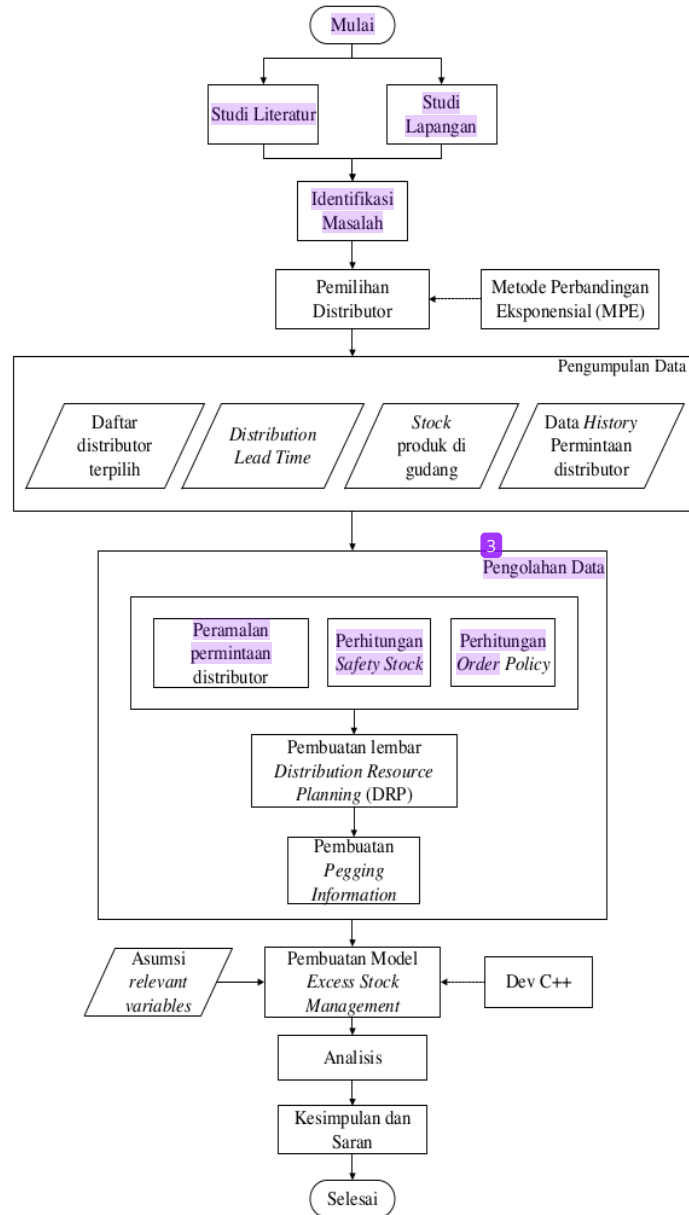 Mulai
Studi Literatur
Studi
Lapangan
Identifikasi
Masalah
Pemilihan
Distributor
Metode Perbandingan
Eksponensial (MPE)
Pengumpulan Data
Daftar
distributor
terpilih
Distribution
Lead Time
Stock
produk di
gudang
Data History
Permintaan
distributor
3
Pengolahan Data
Peramalan
permintaan
distributor
Perhitungan
Safety Stock
Perhitungan
Order Policy
Pembuatan lembar
Distribution Resource
Planning (DRP)
Pembuatan
Pegging
Information
Asumsi
relevant
variables
Pembuatan Model
Excess Stock
Management
Dev C++
Analisis
Kesimpulan dan
Saran
Selesai